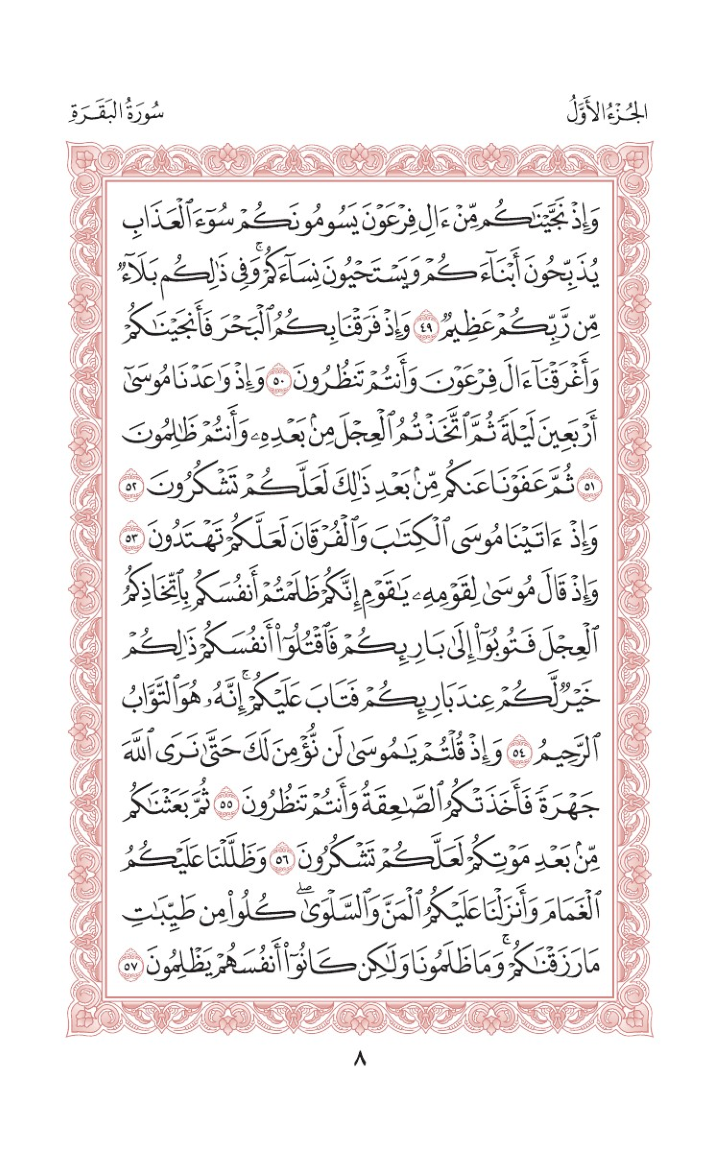 الجُزْءُ الأَوَّلُ
سُورَةُ البَقَرَةِ
وَإِذۡ نَجَّيۡنَٰكُم مِّنۡ ءَالِ فِرۡعَوۡنَ يَسُومُونَكُمۡ سُوٓءَ ٱلۡعَذَابِ
يُذَبِّحُونَ أَبۡنَآءَكُمۡ وَيَسۡتَحۡيُونَ نِسَآءَكُمۡۚ وَفِي ذَٰلِكُم بَلَآءٞ
مِّن رَّبِّكُمۡ عَظِيمٞ ٤٩ وَإِذۡ فَرَقۡنَا بِكُمُ ٱلۡبَحۡرَ فَأَنجَيۡنَٰكُمۡ
وَأَغۡرَقۡنَآ ءَالَ فِرۡعَوۡنَ وَأَنتُمۡ تَنظُرُونَ ٥٠ وَإِذۡ وَٰعَدۡنَا مُوسَىٰٓ
أَرۡبَعِينَ لَيۡلَةٗ ثُمَّ ٱتَّخَذۡتُمُ ٱلۡعِجۡلَ مِنۢ بَعۡدِهِۦ وَأَنتُمۡ ظَٰلِمُونَ
٥١ ثُمَّ عَفَوۡنَا عَنكُم مِّنۢ بَعۡدِ ذَٰلِكَ لَعَلَّكُمۡ تَشۡكُرُونَ ٥٢
وَإِذۡ ءَاتَيۡنَا مُوسَى ٱلۡكِتَٰبَ وَٱلۡفُرۡقَانَ لَعَلَّكُمۡ تَهۡتَدُونَ ٥٣
وَإِذۡ قَالَ مُوسَىٰ لِقَوۡمِهِۦ يَٰقَوۡمِ إِنَّكُمۡ ظَلَمۡتُمۡ أَنفُسَكُم بِٱتِّخَاذِكُمُ
ٱلۡعِجۡلَ فَتُوبُوٓاْ إِلَىٰ بَارِئِكُمۡ فَٱقۡتُلُوٓاْ أَنفُسَكُمۡ ذَٰلِكُمۡ
خَيۡرٞ لَّكُمۡ عِندَ بَارِئِكُمۡ فَتَابَ عَلَيۡكُمۡۚ إِنَّهُۥ هُوَ ٱلتَّوَّابُ
ٱلرَّحِيمُ ٥٤ وَإِذۡ قُلۡتُمۡ يَٰمُوسَىٰ لَن نُّؤۡمِنَ لَكَ حَتَّىٰ نَرَى ٱللَّهَ
جَهۡرَةٗ فَأَخَذَتۡكُمُ ٱلصَّٰعِقَةُ وَأَنتُمۡ تَنظُرُونَ ٥٥ ثُمَّ بَعَثۡنَٰكُم
مِّنۢ بَعۡدِ مَوۡتِكُمۡ لَعَلَّكُمۡ تَشۡكُرُونَ ٥٦ وَظَلَّلۡنَا عَلَيۡكُمُ
ٱلۡغَمَامَ وَأَنزَلۡنَا عَلَيۡكُمُ ٱلۡمَنَّ وَٱلسَّلۡوَىٰۖ كُلُواْ مِن طَيِّبَٰتِ
مَا رَزَقۡنَٰكُمۡۚ وَمَا ظَلَمُونَا وَلَٰكِن كَانُوٓاْ أَنفُسَهُمۡ يَظۡلِمُونَ ٥٧
٨